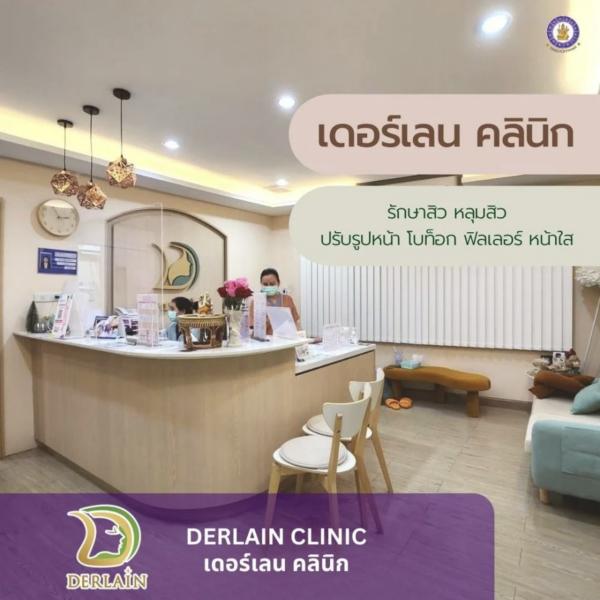 เดอร์เลน คลินิก
รักษาสิว หลุมสิว
ปรับรูปหน้า โบท็อก ฟิลเลอร์ หน้าใส
DERLAIN CLINIC
เดอร์เลน คลินิก
DERLAIN